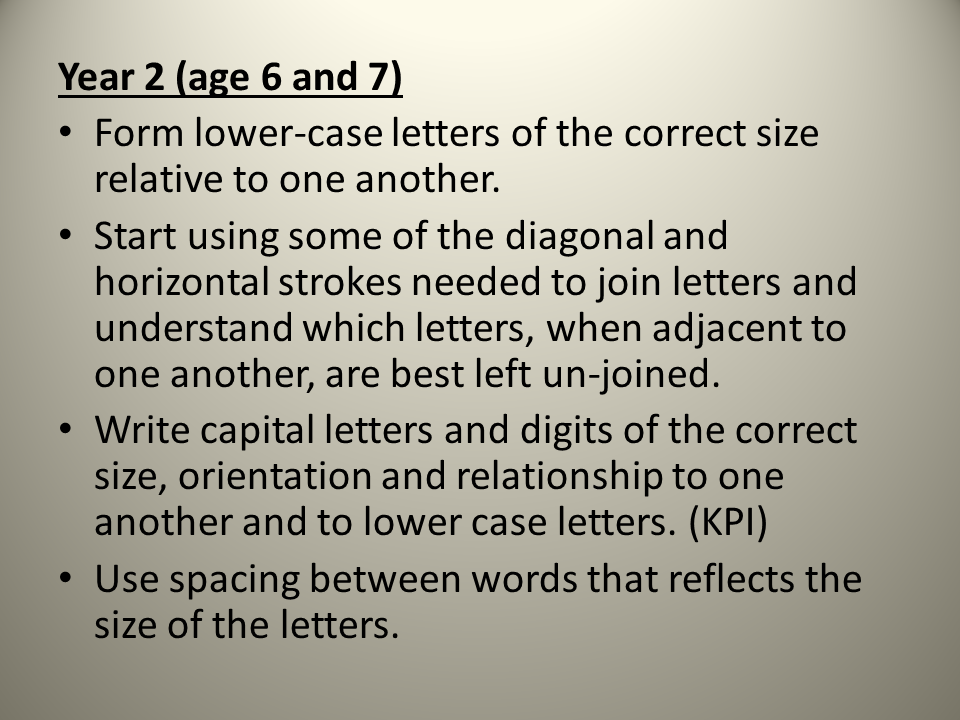 Year 2 (age 6 and 7)
• Form lower-case letters of the correct size
relative to one another.
• Start using some of the diagonal and
horizontal strokes needed to join letters and
understand which letters, when adjacent to
one another, are best left un-joined.
• Write capital letters and digits of the correct
size, orientation and relationship to one
another and to lower case letters. (KPI)
• Use spacing between words that reflects the
size of the letters.